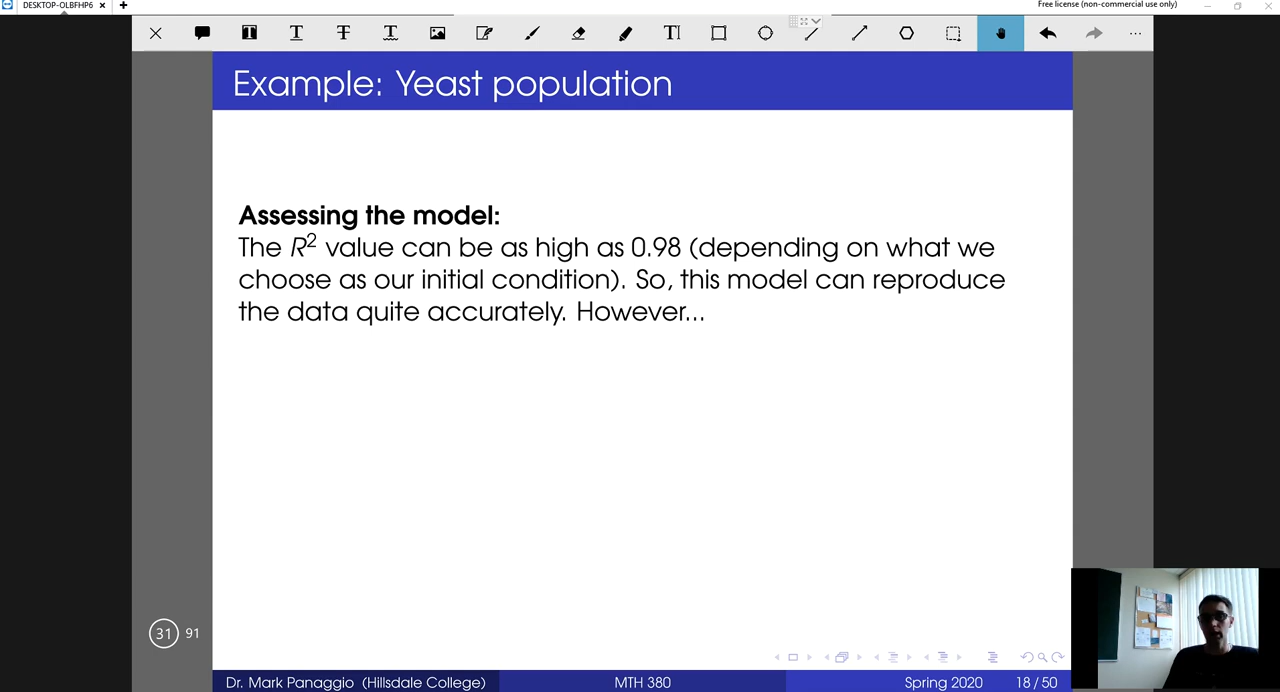 DESKTOP-OLBFHP6
Free license (non-commercial use only)
Example: Yeast population
Assessing the model:
The R² value can be as high as 0.98 (depending on what we
choose as our initial condition). So, this model can reproduce
the data quite accurately. However...
31 91
Dr. Mark Panaggio (Hillsdale College) MTH 380 Spring 2020 18 / 50